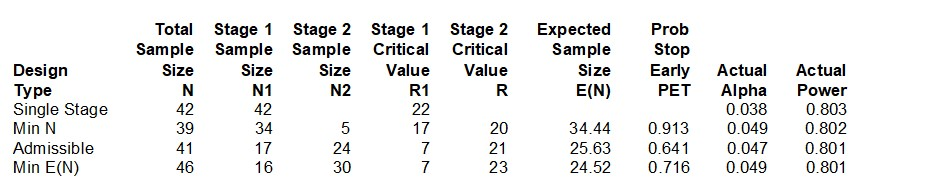 Total Stage 1 Stage 2 Stage 1 Stage 2 Expected Prob
Sample Sample Sample Critical Critical Sample Stop
Design Size Size Size Value Value Size Early Actual Actual
Type N N1 N2 R1 R E(N) PET Alpha Power
Single Stage 42 42 22 0.038 0.803
Min N 39 34 5 17 20 34.44 0.913 0.049 0.802
Admissible 41 17 24 7 21 25.63 0.641 0.047 0.801
Min E(N) 46 16 30 7 23 24.52 0.716 0.049 0.801